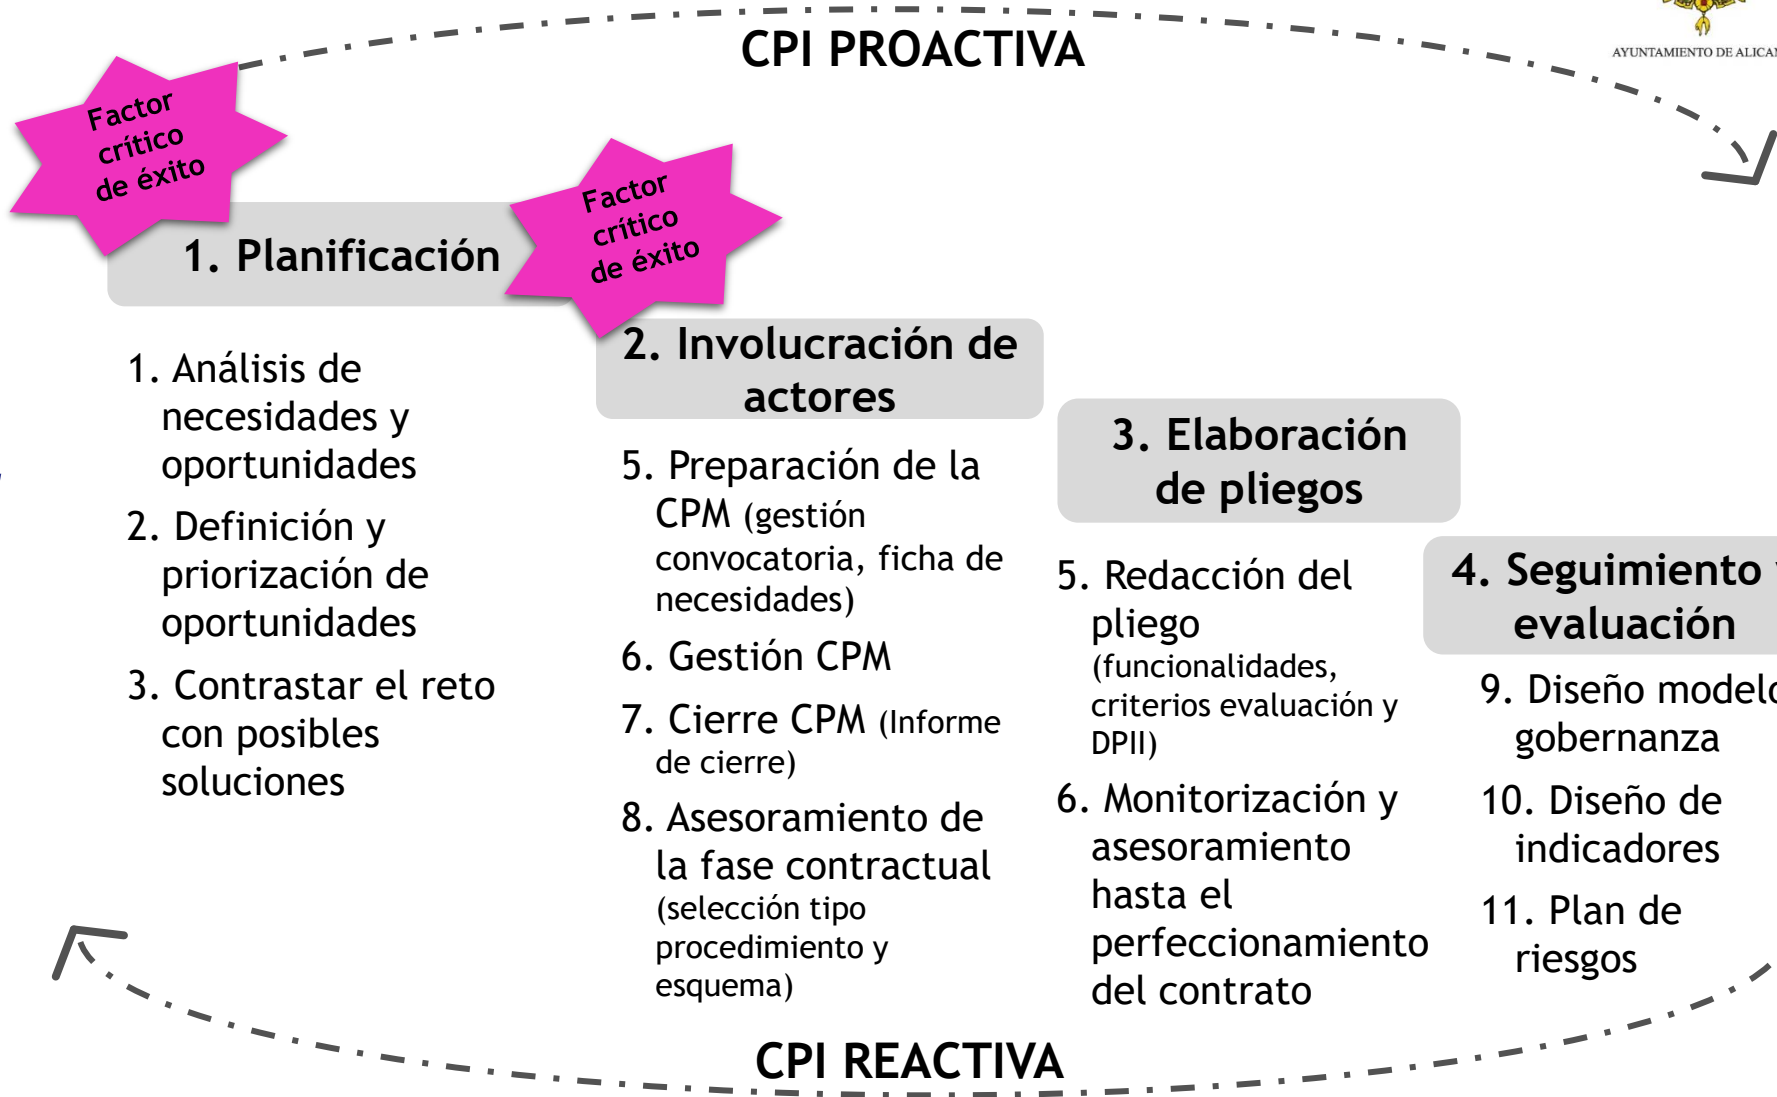 CPI PROACTIVA
AYUNTAMIENTO DE ALICAN
Factor
crítico
de éxito
Factor
crítico
de éxito
1. Planificación
1. Análisis de
necesidades y
oportunidades
2. Definición y
priorización de
oportunidades
3. Contrastar el reto
con posibles
soluciones
2. Involucración de
actores
5. Preparación de la
CPM (gestión
convocatoria, ficha de
necesidades)
6. Gestión CPM
7. Cierre CPM (Informe
de cierre)
8. Asesoramiento de
la fase contractual
(selección tipo
procedimiento y
esquema)
3. Elaboración
de pliegos
5. Redacción del
pliego
(funcionalidades,
criterios evaluación y
DPII)
6. Monitorización y
asesoramiento
hasta el
perfeccionamiento
del contrato
4. Seguimiento
evaluación
9. Diseño modelo
gobernanza
10. Diseño de
indicadores
11. Plan de
riesgos
CPI REACTIVA